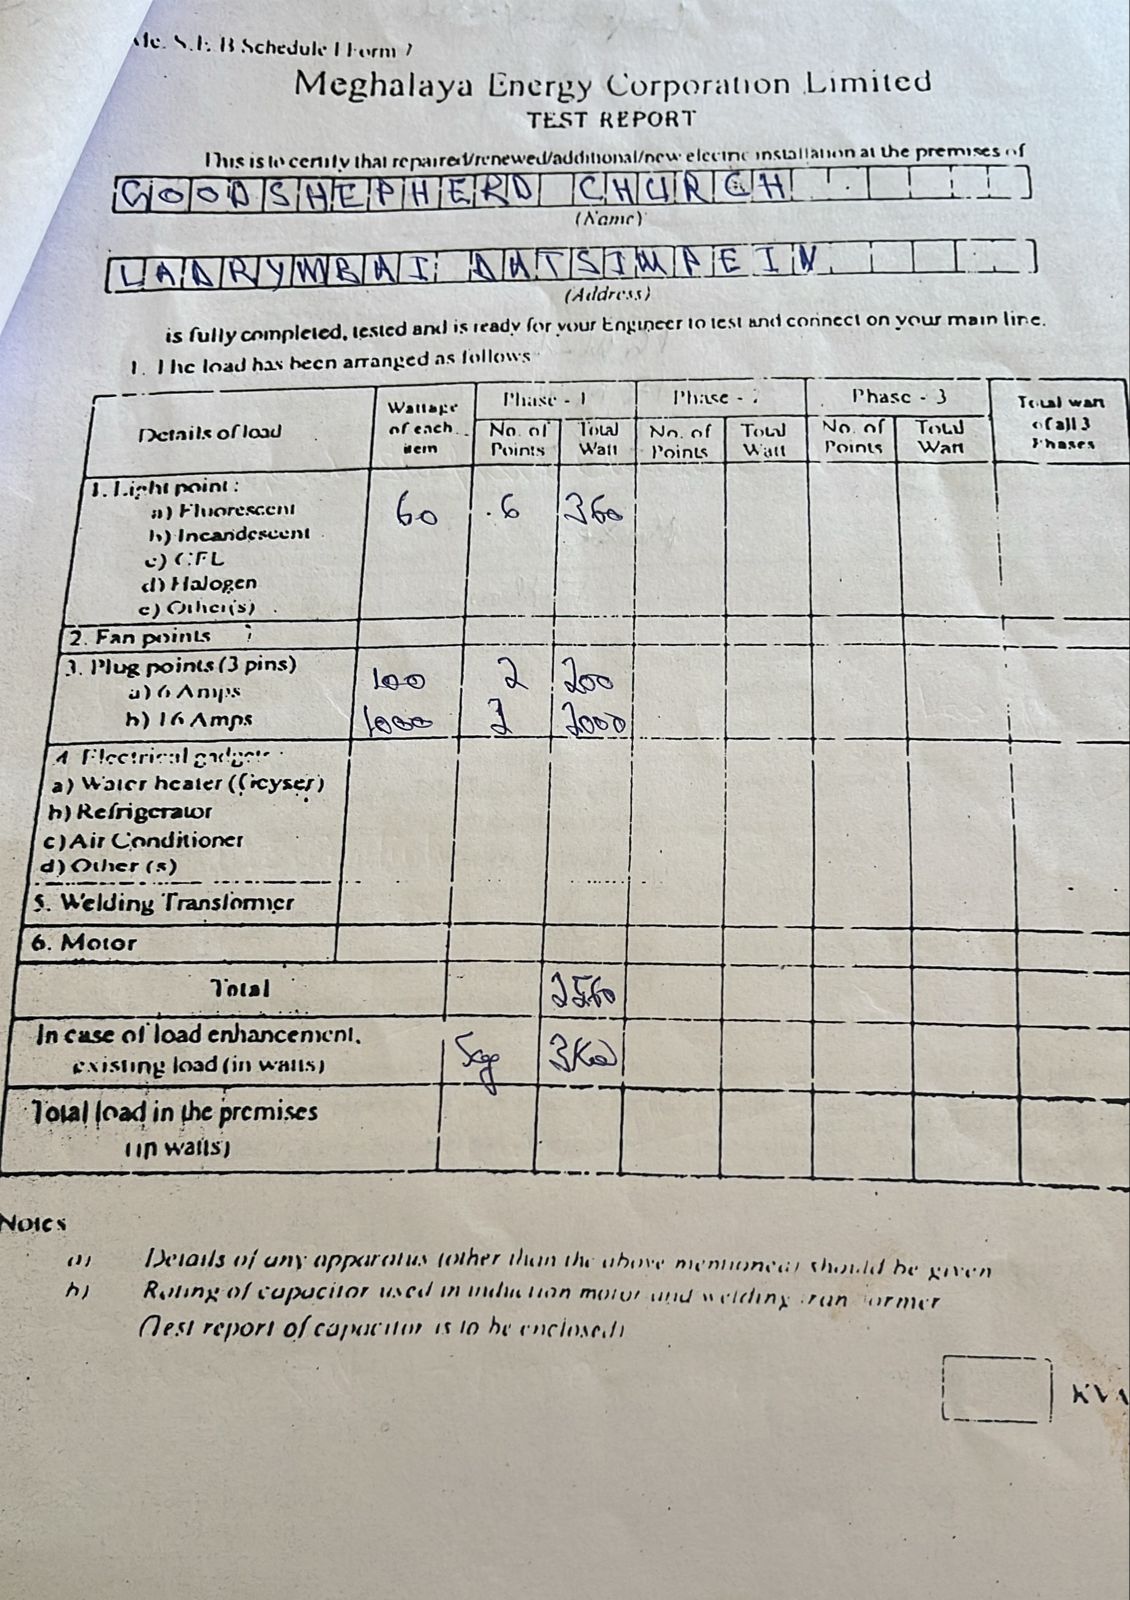 Me. S.E.B Schedule I Form 7
Meghalaya Energy Corporation Limited
TEST REPORT
This is to certify that repaired/renewed/additional/new electric installation at the premises of
GOOD SHEPHERD CHURCH
(Name)
LADRYMBAI DATSIMPEIN
(Address)
is fully completed, tested and is ready for your Engineer to test and connect on your main line.
1. The load has been arranged as follows
Details of load Wattage of each item Phase - 1 Phase - Phase - 3 Total watt of all 3 Phases
No. of Points Total Watt No. of Points Total Watt No. of Points Total Watt
1. Light point :
a) Fluorescent 60 6 360
b) Incandescent
c) CFL
d) Halogen
e) Other(s)
2. Fan points
3. Plug points (3 pins)
a) 6 Amps 100 2 200
b) 16 Amps 1000 2 2000
4. Electrical gadgets :
a) Water heater (Geyser)
b) Refrigerator
c) Air Conditioner
d) Other (s)
5. Welding Transformer
6. Motor
Total 2560
In case of load enhancement,
existing load (in watts) 3
Total load in the premises
(in watts)
Notes
a) Details of any apparatus (other than the above mentioned) should be given
b) Rating of capacitor used in induction motor and welding transformer
(Test report of capacitor is to be enclosed)
KVA